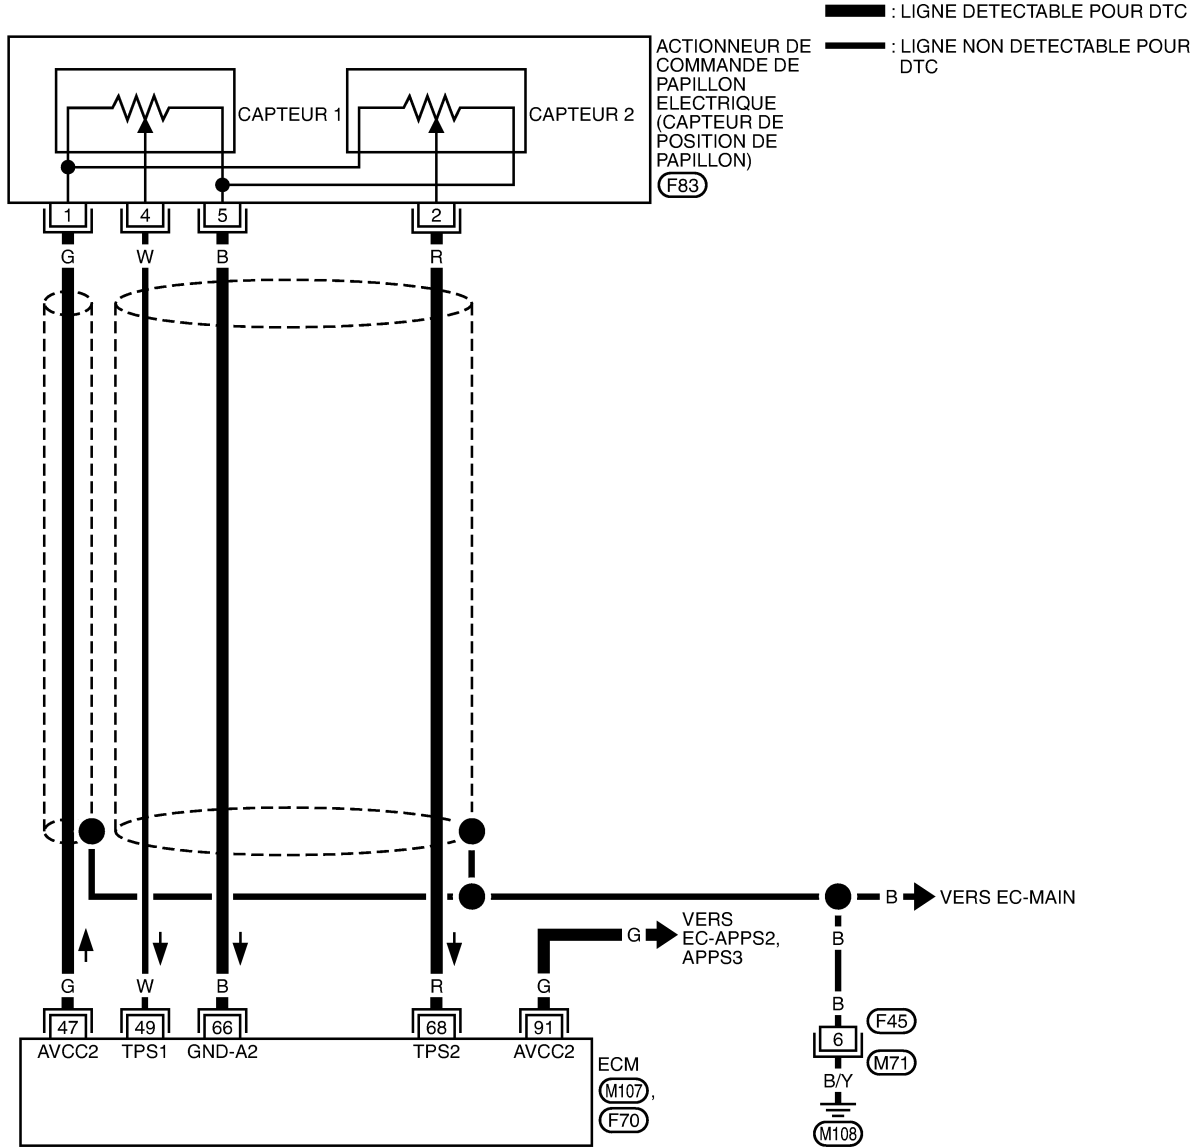 : LIGNE DETECTABLE POUR DTC
: LIGNE NON DETECTABLE POUR
DTC
ACTIONNEUR DE
COMMANDE DE
PAPILLON
ELECTRIQUE
(CAPTEUR DE
POSITION DE
PAPILLON)
F83
CAPTEUR 1
CAPTEUR 2
1 4 5 2
G W B R
B VERS EC-MAIN
VERS
EC-APPS2,
APPS3
G
B
G W B R G
B
47 49 66 68 91
AVCC2 TPS1 GND-A2 TPS2 AVCC2
ECM
M107,
F70
F45
6
M71
B/Y
M108